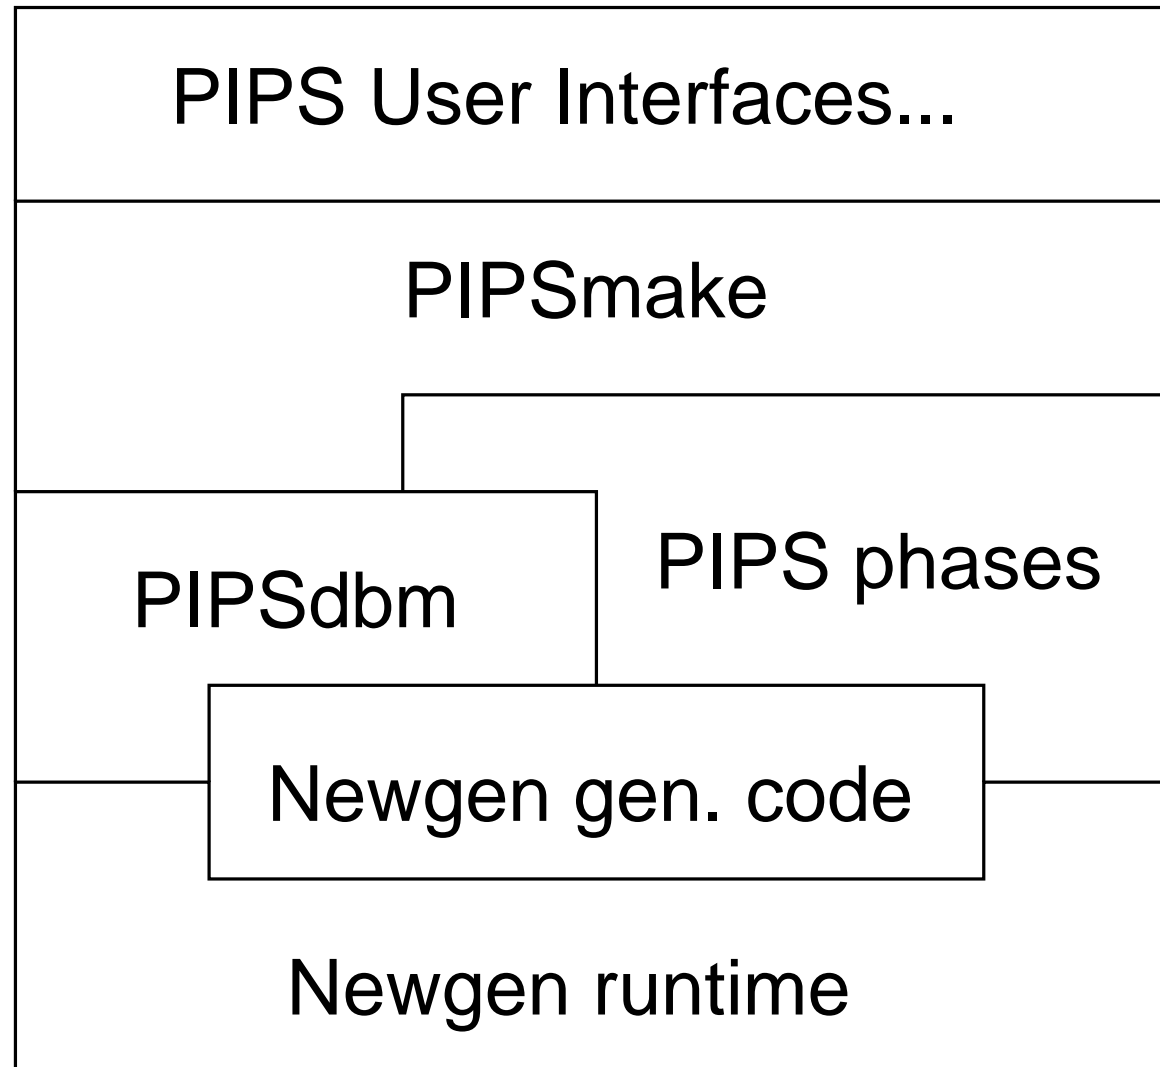 PIPS User Interfaces...
PIPSmake
PIPS phases
PIPSdbm
Newgen gen. code
Newgen runtime